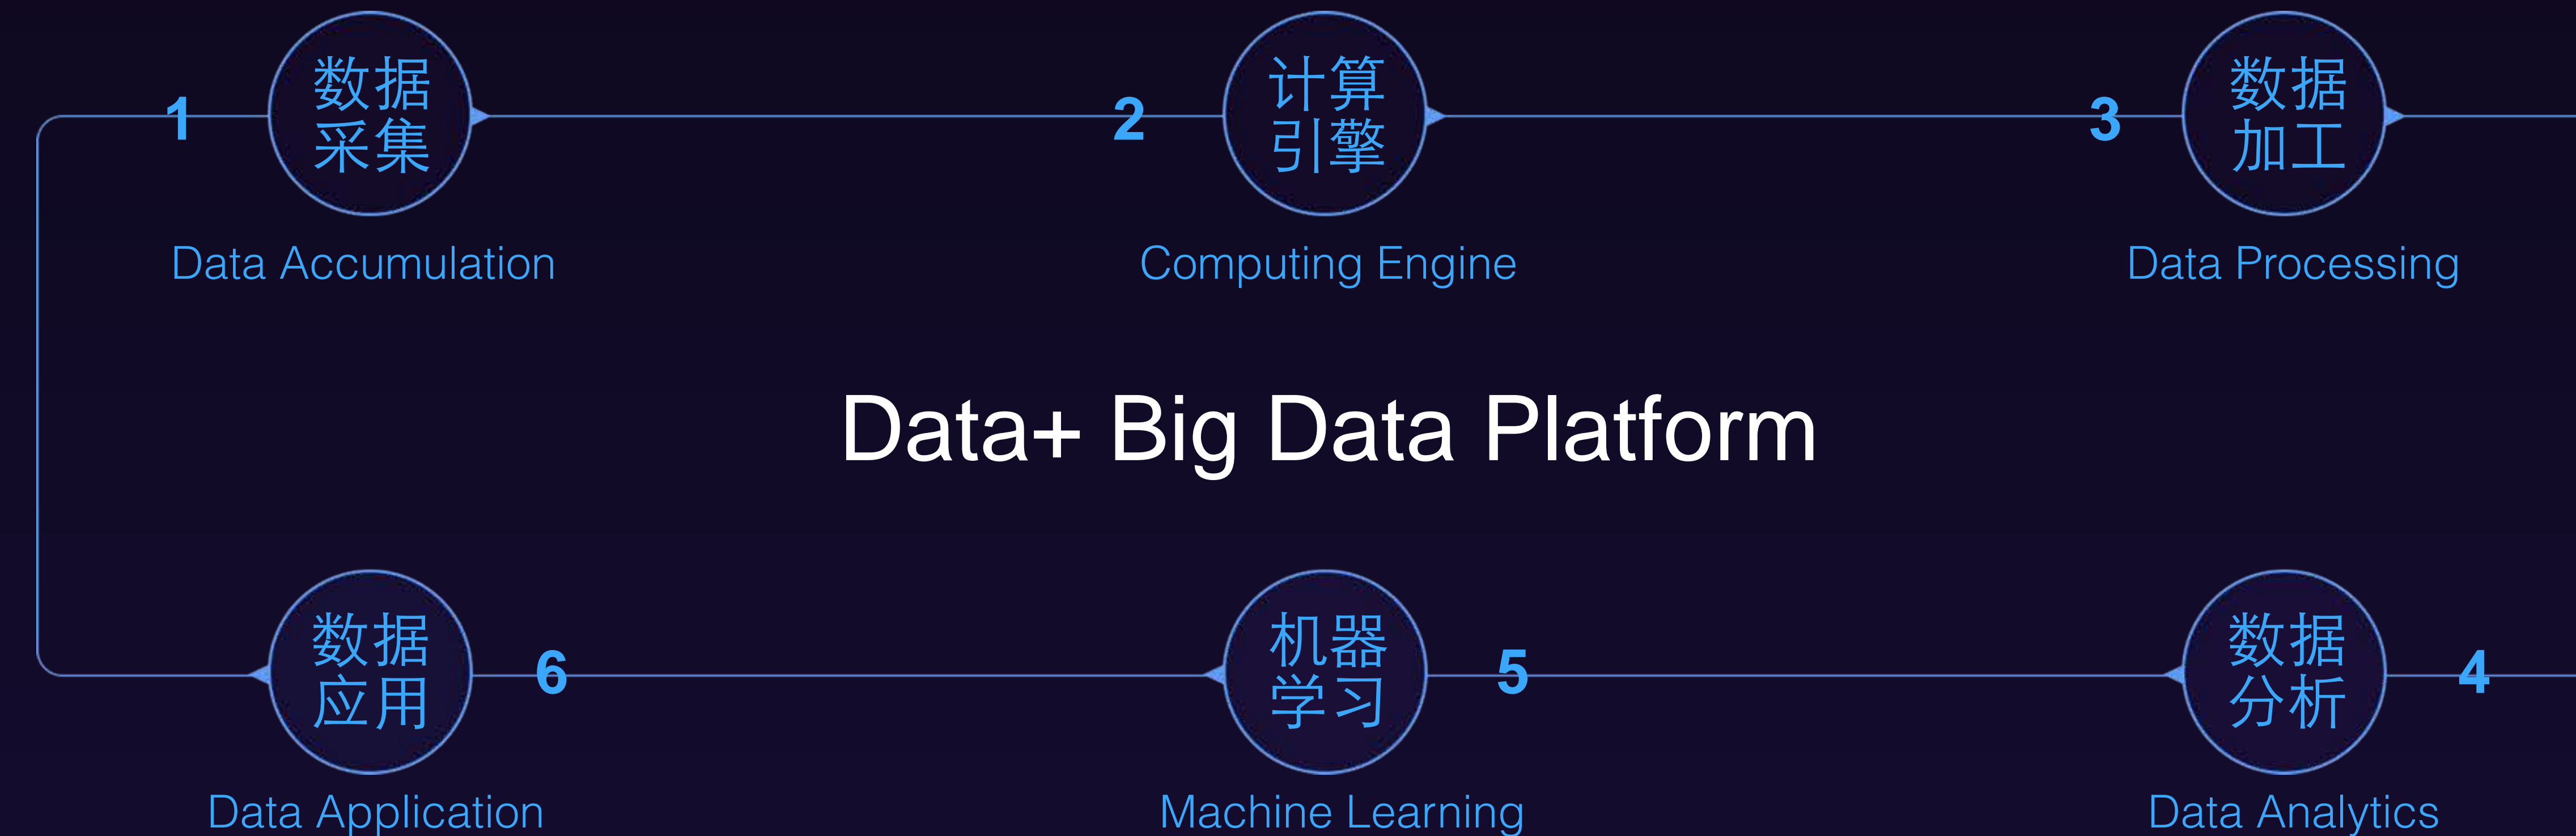 1
数据
采集
Data Accumulation
2
计算
引擎
Computing Engine
3
数据
加工
Data Processing
Data+ Big Data Platform
数据
应用
6
Data Application
机器
学习
5
Machine Learning
数据
分析
4
Data Analytics